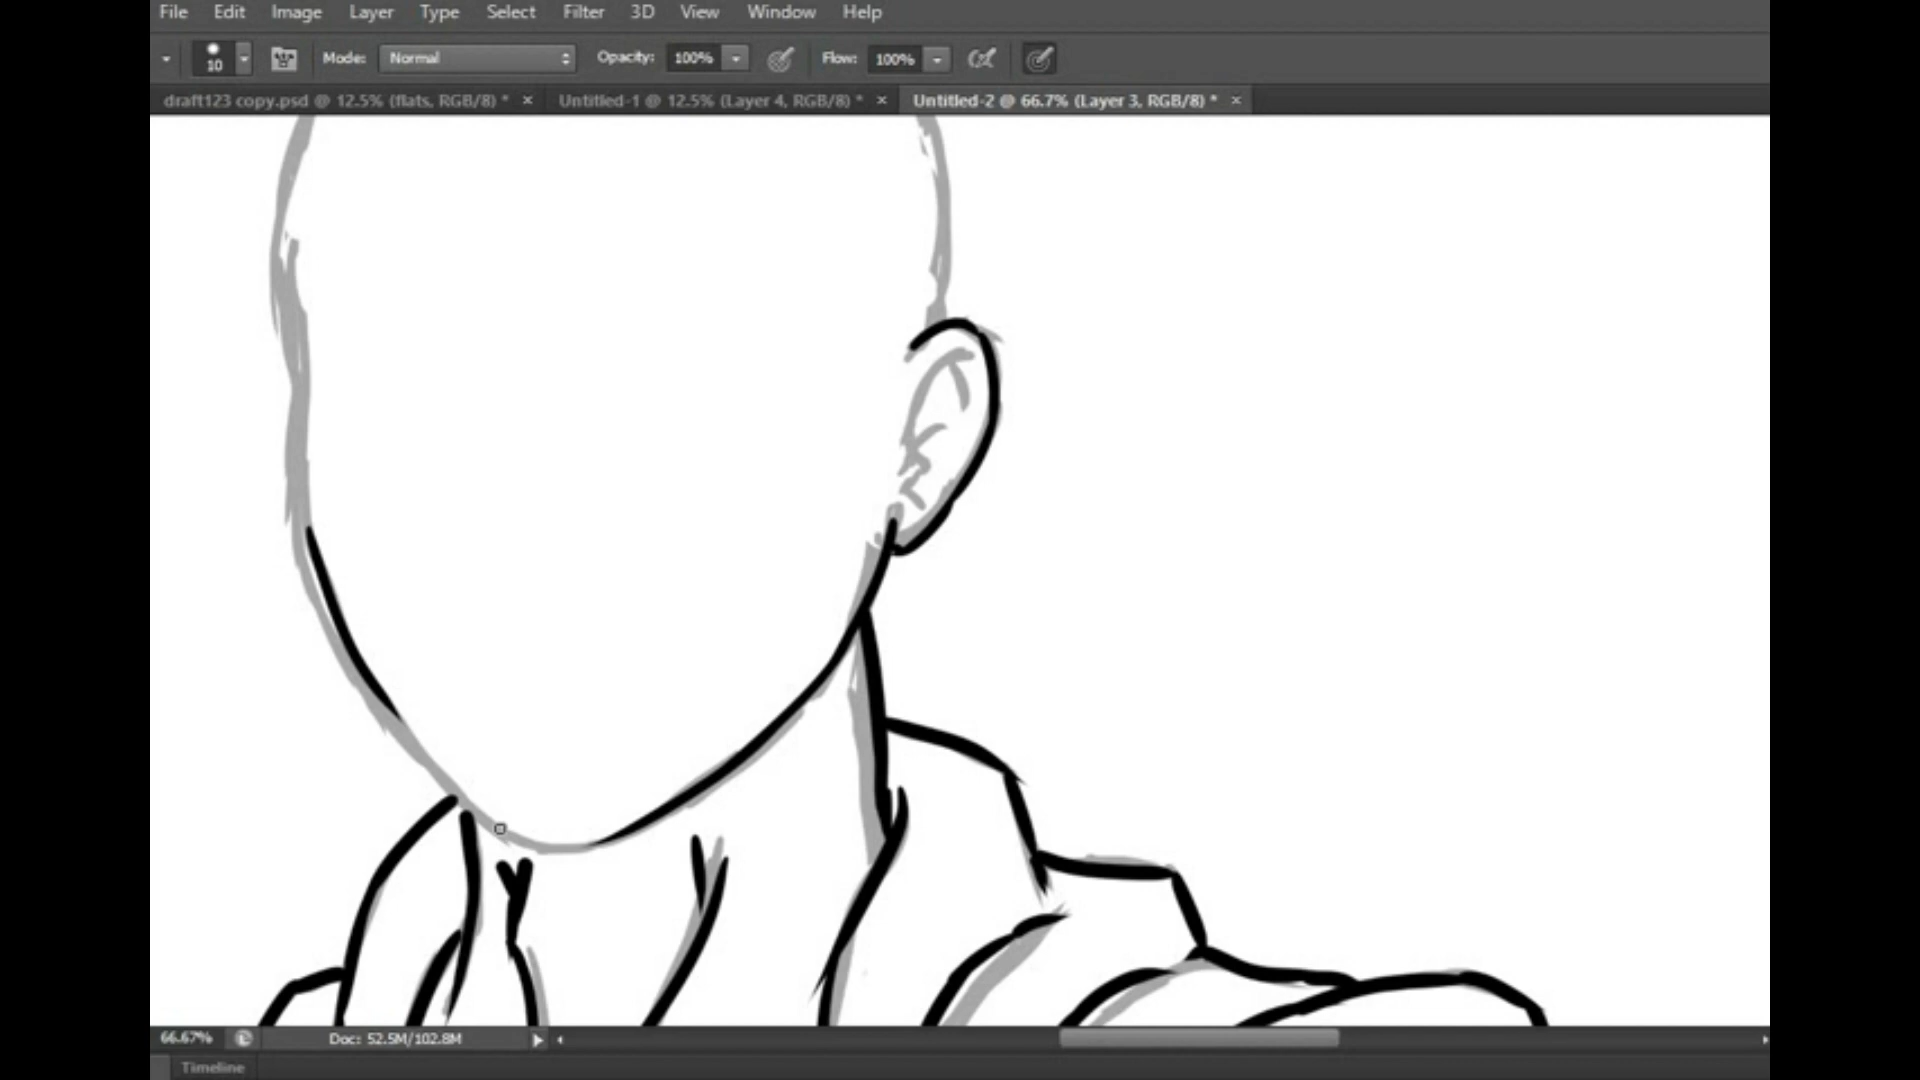 File Edit Image Layer Type Select Filter 3D View Window Help
10 Mode: Normal Opacity: 100% Flow: 100%
draft123 copy.psd @ 12.5% (flats, RGB/8) * × Untitled-1 @ 12.5% (Layer 4, RGB/8) * × Untitled-2 @ 66.7% (Layer 3, RGB/8) * ×
66.67% Doc: 52.5M/102.8M
Timeline